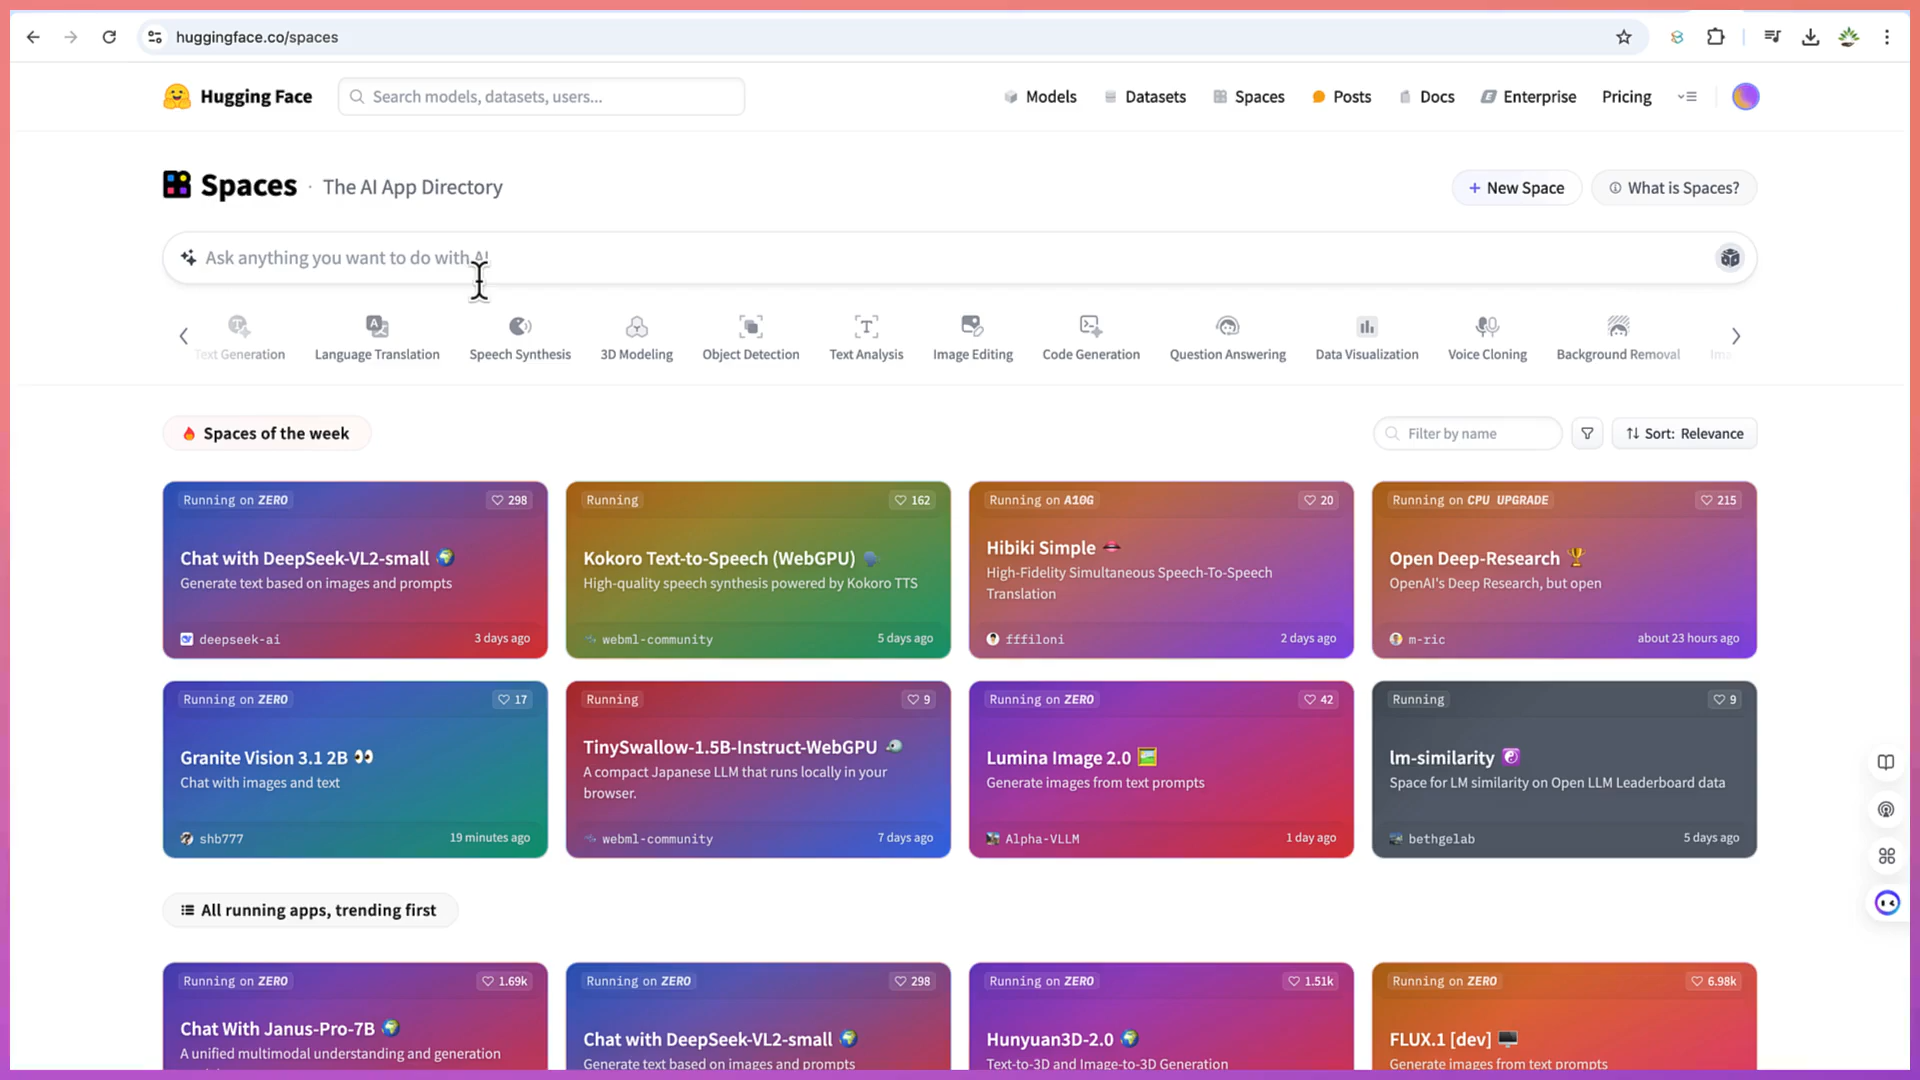 huggingface.co/spaces
Hugging Face
Search models, datasets, users...
Models
Datasets
Spaces
Posts
Docs
Enterprise
Pricing
Spaces · The AI App Directory
+ New Space
What is Spaces?
Ask anything you want to do with AI
Text Generation
Language Translation
Speech Synthesis
3D Modeling
Object Detection
Text Analysis
Image Editing
Code Generation
Question Answering
Data Visualization
Voice Cloning
Background Removal
Spaces of the week
Filter by name
Sort: Relevance
Running on ZERO
298
Chat with DeepSeek-VL2-small
Generate text based on images and prompts
deepseek-ai
3 days ago
Running
162
Kokoro Text-to-Speech (WebGPU)
High-quality speech synthesis powered by Kokoro TTS
webml-community
5 days ago
Running on A10G
20
Hibiki Simple
High-Fidelity Simultaneous Speech-To-Speech
Translation
fffiloni
2 days ago
Running on CPU UPGRADE
215
Open Deep-Research
OpenAI's Deep Research, but open
m-ric
about 23 hours ago
Running on ZERO
17
Granite Vision 3.1 2B
Chat with images and text
shb777
19 minutes ago
Running
9
TinySwallow-1.5B-Instruct-WebGPU
A compact Japanese LLM that runs locally in your
browser.
webml-community
7 days ago
Running on ZERO
42
Lumina Image 2.0
Generate images from text prompts
Alpha-VLLM
1 day ago
Running
9
lm-similarity
Space for LM similarity on Open LLM Leaderboard data
bethgelab
5 days ago
All running apps, trending first
Running on ZERO
1.69k
Chat With Janus-Pro-7B
A unified multimodal understanding and generation
Running on ZERO
298
Chat with DeepSeek-VL2-small
Generate text based on images and prompts
Running on ZERO
1.51k
Hunyuan3D-2.0
Text-to-3D and Image-to-3D Generation
Running on ZERO
6.98k
FLUX.1 [dev]
Generate images from text prompts